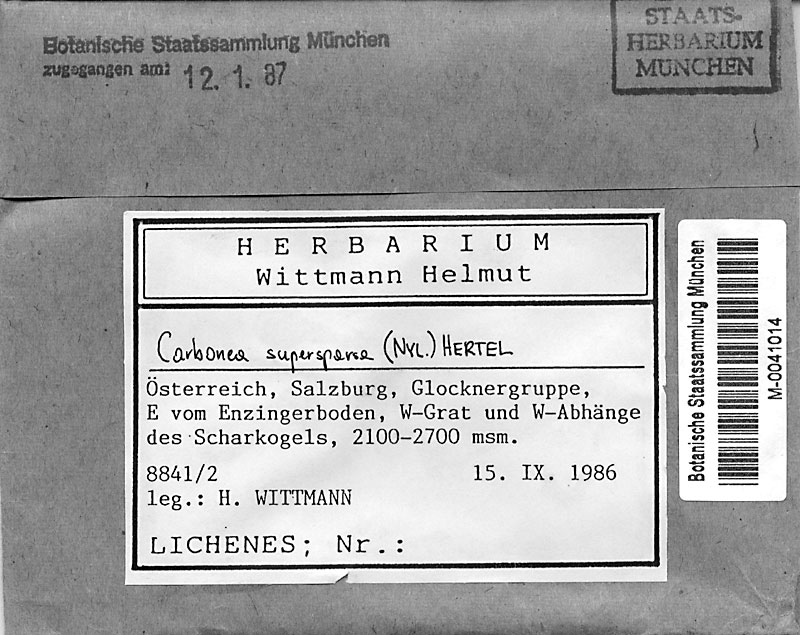 Botanische Staatssammlung München
zugegangen am: 12. 1. 87
STAATS-
HERBARIUM
MÜNCHEN
HERBARIUM
Wittmann Helmut
Carbonea supersparsa (NYL.) HERTEL
Österreich, Salzburg, Glocknergruppe,
E vom Enzingerboden, W-Grat und W-Abhänge
des Scharkogels, 2100-2700 msm.
8841/2 15. IX. 1986
leg.: H. WITTMANN
LICHENES; Nr.:
Botanische Staatssammlung München
M-0041014